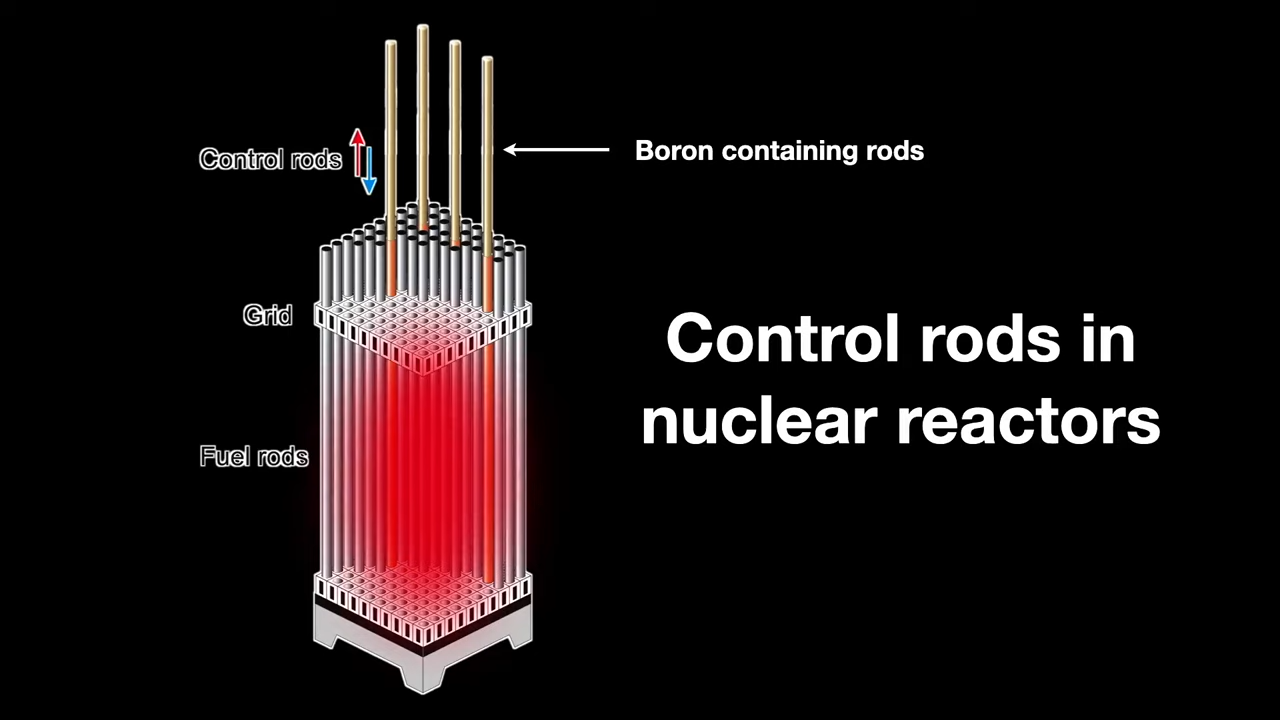 Control rods
Boron containing rods
Grid
Control rods in
nuclear reactors
Fuel rods